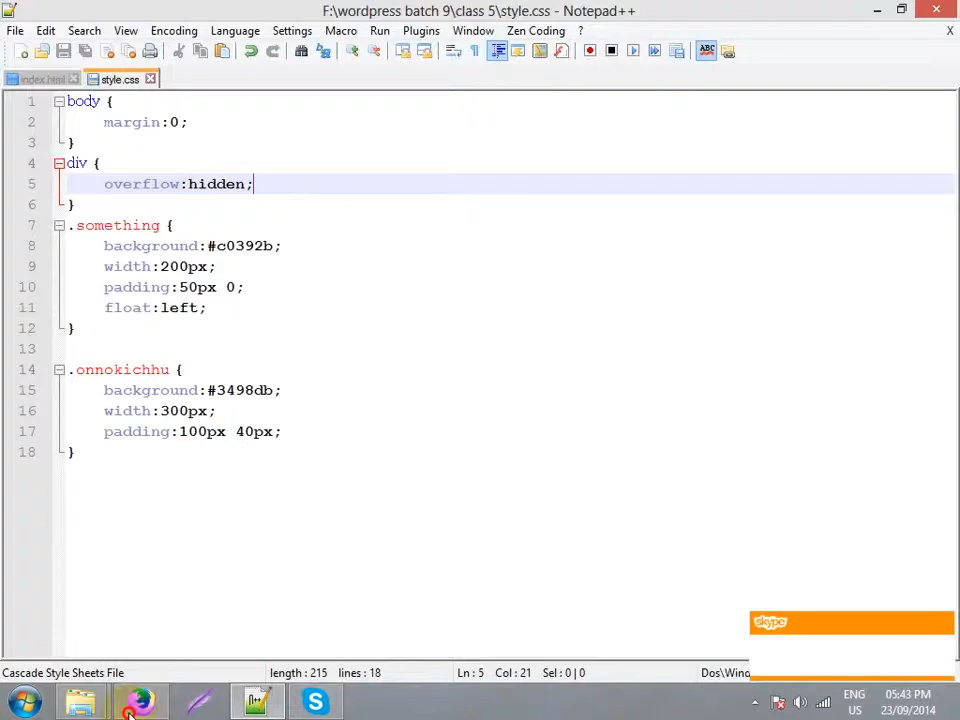 F:\wordpress batch 9\class 5\style.css - Notepad++
File Edit Search View Encoding Language Settings Macro Run Plugins Window Zen Coding ? X
ABC
index.html style.css
1 body {
2 margin:0;
3 }
4 div {
5 overflow:hidden;
6 }
7 .something {
8 background:#c0392b;
9 width:200px;
10 padding:50px 0;
11 float:left;
12 }
13
14 .onnokichhu {
15 background:#3498db;
16 width:300px;
17 padding:100px 40px;
18 }
skype
Cascade Style Sheets File length : 215 lines : 18 Ln : 5 Col : 21 Sel : 0 | 0 Dos\Wind
ENG 05:43 PM
US 23/09/2014